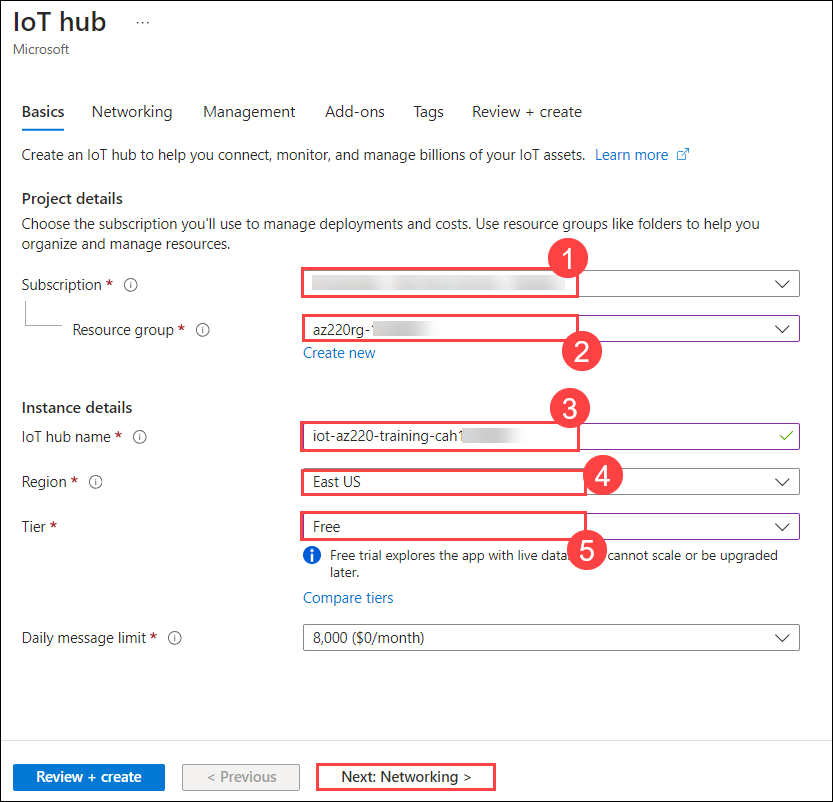 IoT hub ...
Microsoft
Basics Networking Management Add-ons Tags Review + create
Create an IoT hub to help you connect, monitor, and manage billions of your IoT assets. Learn more
Project details
Choose the subscription you'll use to manage deployments and costs. Use resource groups like folders to help you
organize and manage resources.
1
Subscription *
Resource group * az220rg-1
Create new 2
Instance details 3
IoT hub name * iot-az220-training-cah1
Region * East US 4
Tier * Free
Free trial explores the app with live data. cannot scale or be upgraded 5
later.
Compare tiers
Daily message limit * 8,000 ($0/month)
Review + create < Previous Next: Networking >